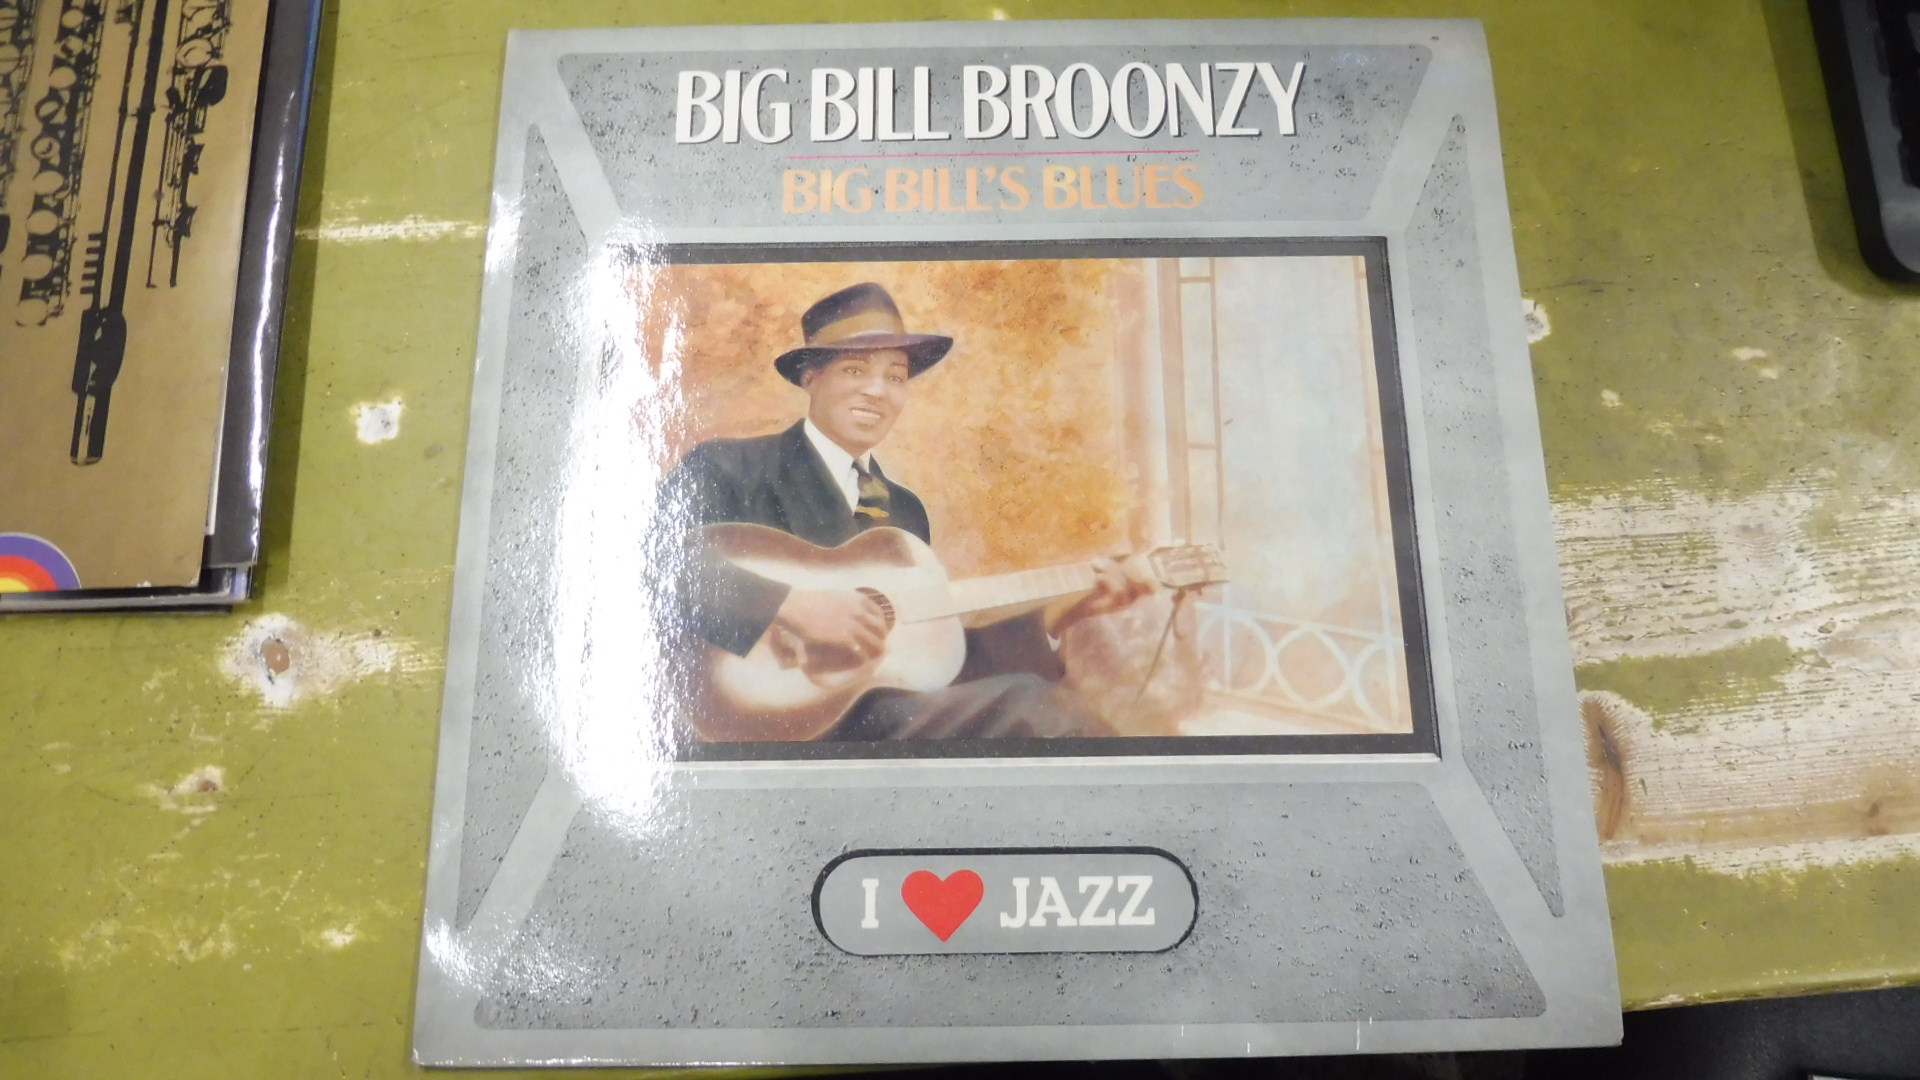 BIG BILL BROONZY
BIG BILL'S BLUES
I ❤ JAZZ